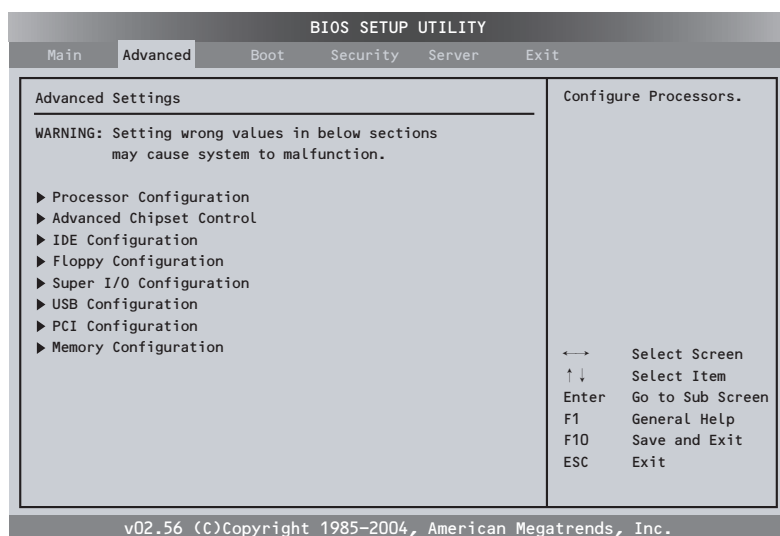 BIOS SETUP UTILITY
Main Advanced Boot Security Server Exit
Advanced Settings
WARNING: Setting wrong values in below sections
may cause system to malfunction.
▶ Processor Configuration
▶ Advanced Chipset Control
▶ IDE Configuration
▶ Floppy Configuration
▶ Super I/O Configuration
▶ USB Configuration
▶ PCI Configuration
▶ Memory Configuration
Configure Processors.
←→ Select Screen
↑↓ Select Item
Enter Go to Sub Screen
F1 General Help
F10 Save and Exit
ESC Exit
v02.56 (C)Copyright 1985–2004, American Megatrends, Inc.